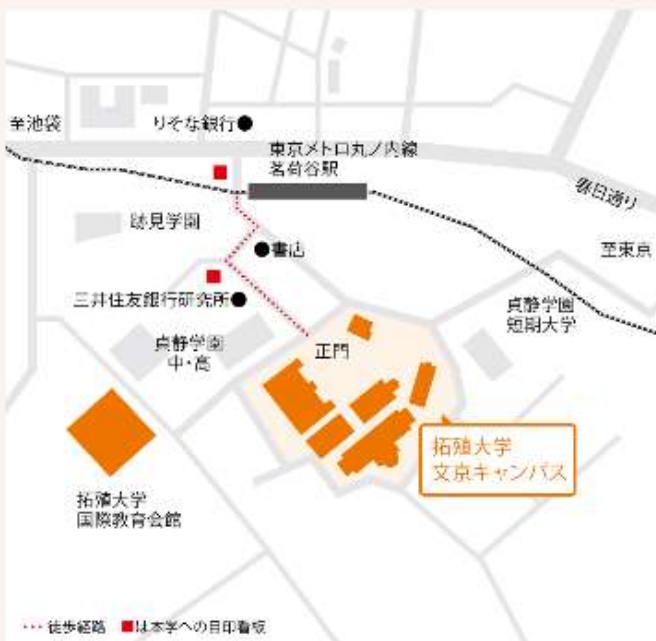 至池袋
りそな銀行●
東京メトロ丸ノ内線
茗荷谷駅
春日通り
跡見学園
●書店
至東京
三井住友銀行研究所●
貞静学園
短期大学
貞静学園
中・高
正門
拓殖大学
文京キャンパス
拓殖大学
国際教育会館
徒歩経路 ■は本学への目印看板